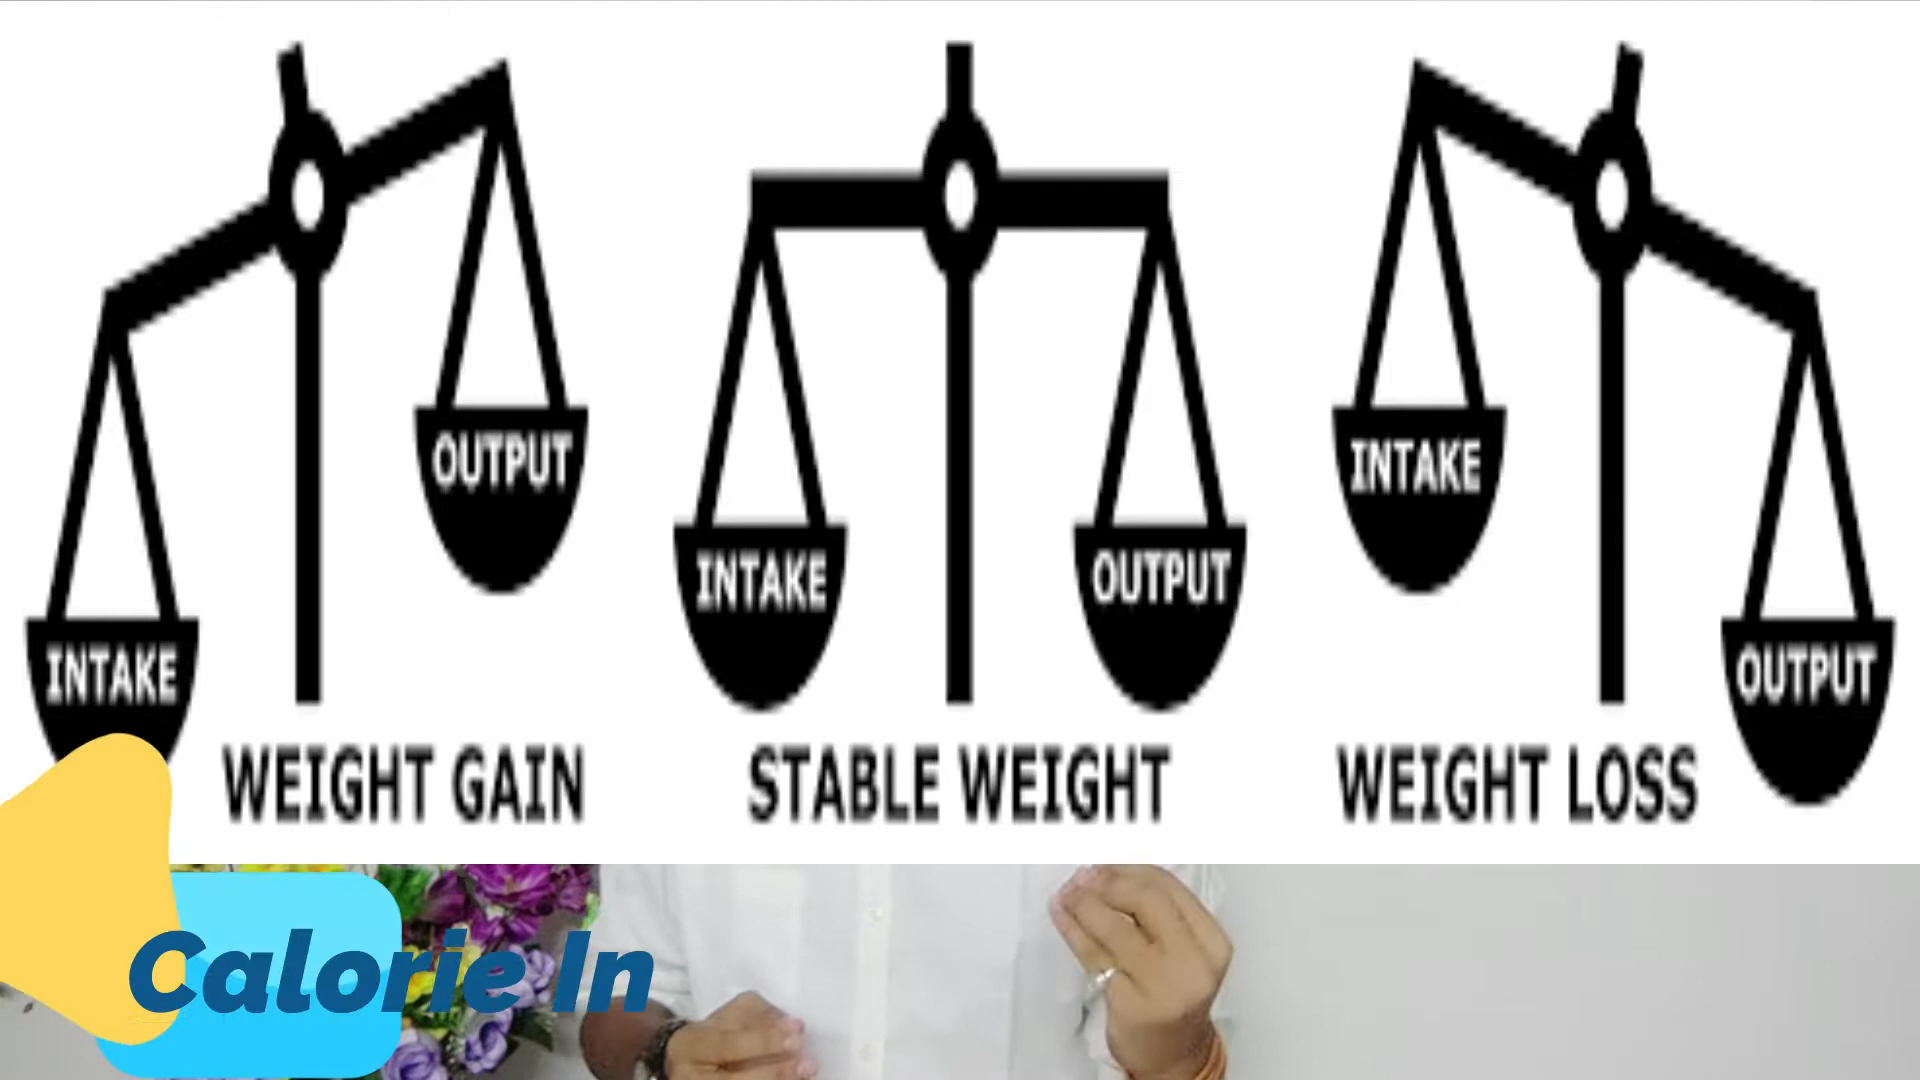 OUTPUT
INTAKE
WEIGHT GAIN
INTAKE
OUTPUT
STABLE WEIGHT
INTAKE
OUTPUT
WEIGHT LOSS
Calorie In